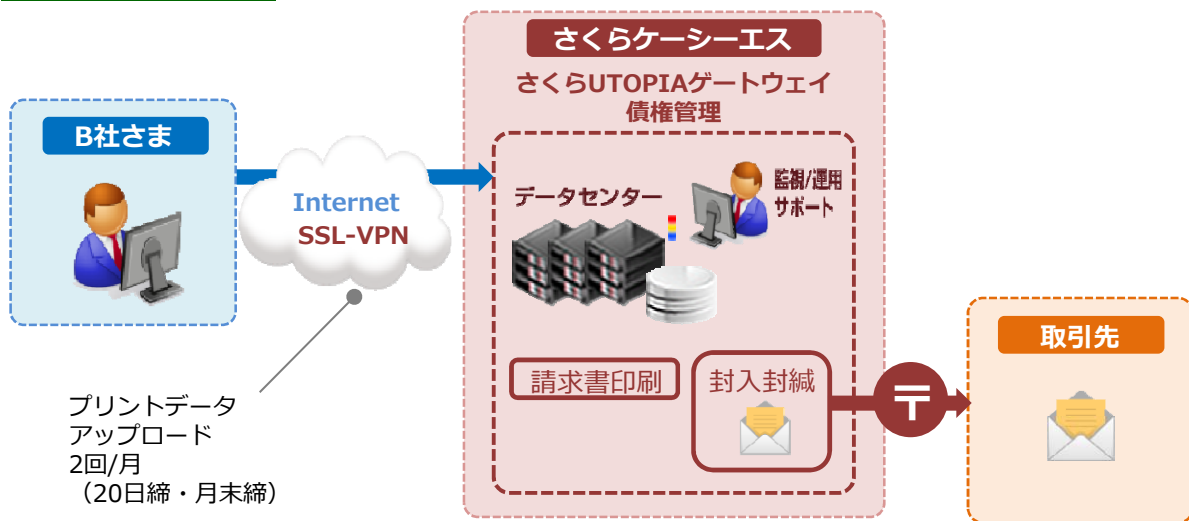 B社さま
Internet
SSL-VPN
プリントデータ
アップロード
2回/月
（20日締・月末締）
さくらケーシーエス
さくらUTOPIAゲートウェイ
債権管理
データセンター
監視/運用
サポート
請求書印刷
封入封緘
〒
取引先